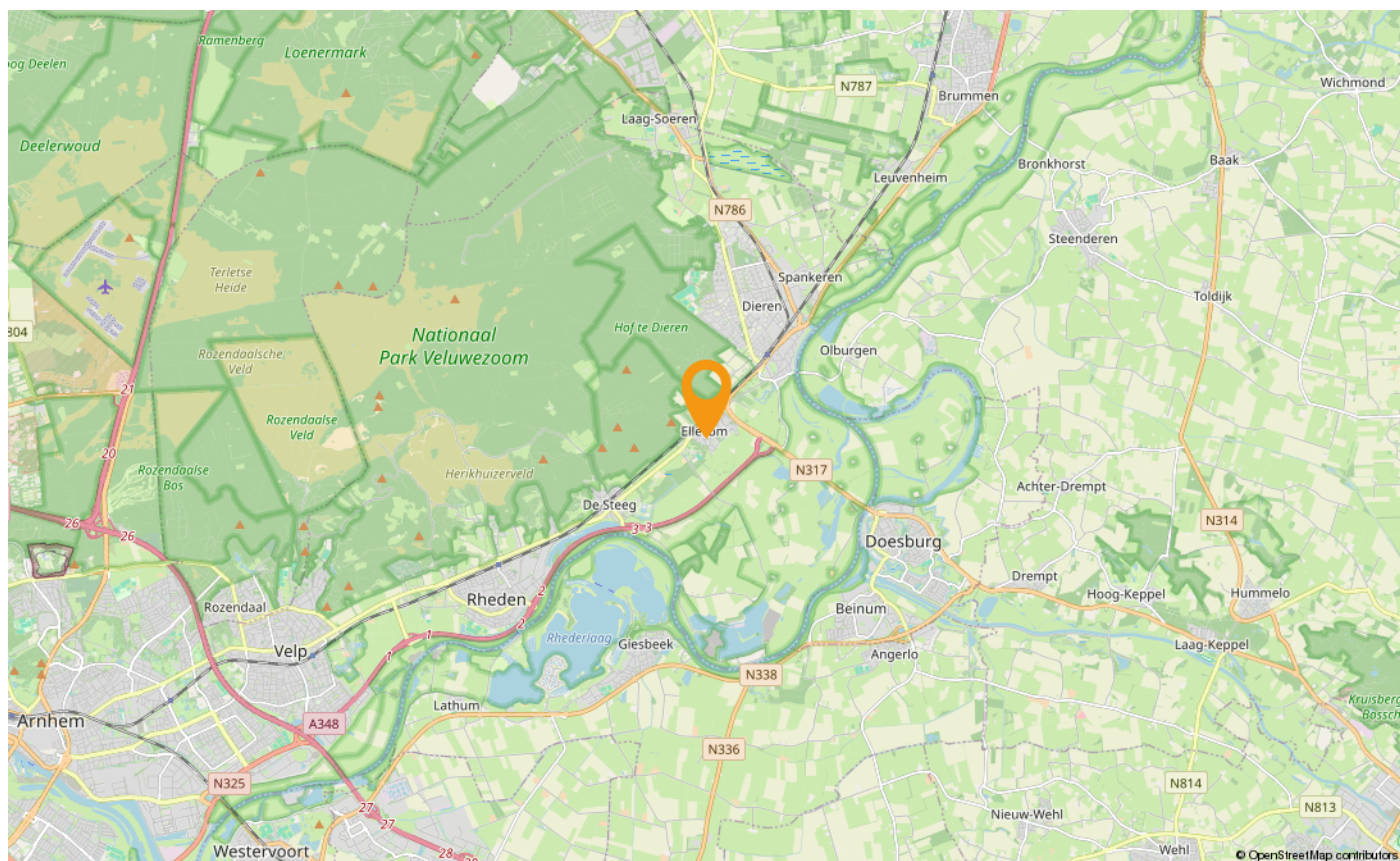 Ramenberg
Loenermark
N787
Wichmond
Brummen
Laag-Soeren
Deelerwoud
Bronkhorst
Baak
Leuvenheim
N786
Steenderen
Terletse
Heide
Spankeren
Toldijk
Dieren
804
Nationaal
Park Veluwezoom
Hof te Dieren
Rozendaalsche
Veld
Olburgen
21
Rozendaalse
Veld
20
Rozendaalse
Bos
Herikhuizerveld
N317
Achter-Drempt
De Steeg
26
26
3
3
N314
Doesburg
Drempt
2
Hoog-Keppel
Hummelo
Rheden
Rozendaal
Beinum
2
1
Rhederlaag
Giesbeek
Laag-Keppel
Velp
1
Angerlo
N338
Lathum
Arnhem
A348
N336
N325
N814
27
27
N813
Nieuw-Wehl
Westervoort
28
Wehl
© OpenStreetMap contributors